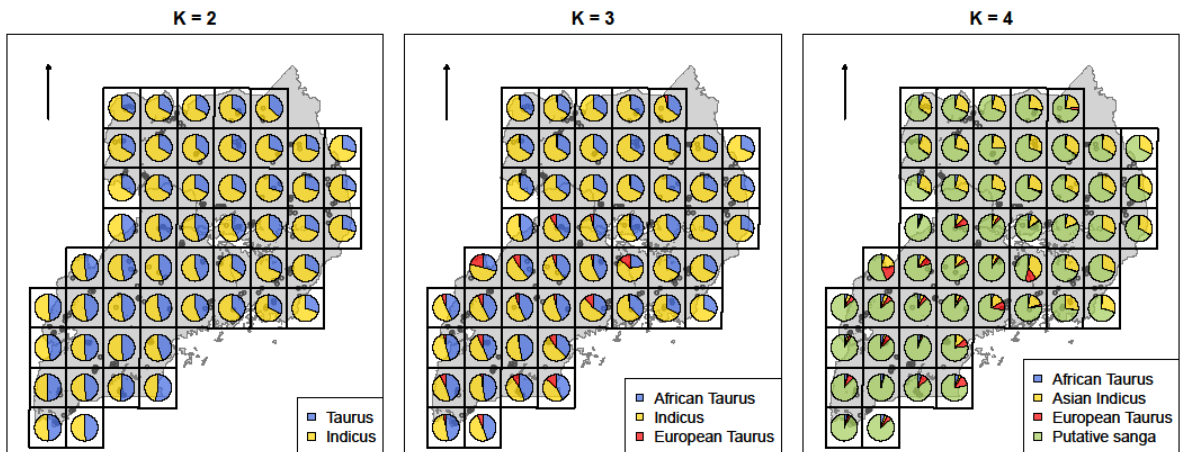 K = 2
K = 3
K = 4
Taurus
Indicus
African Taurus
Indicus
European Taurus
African Taurus
Asian Indicus
European Taurus
Putative sanga